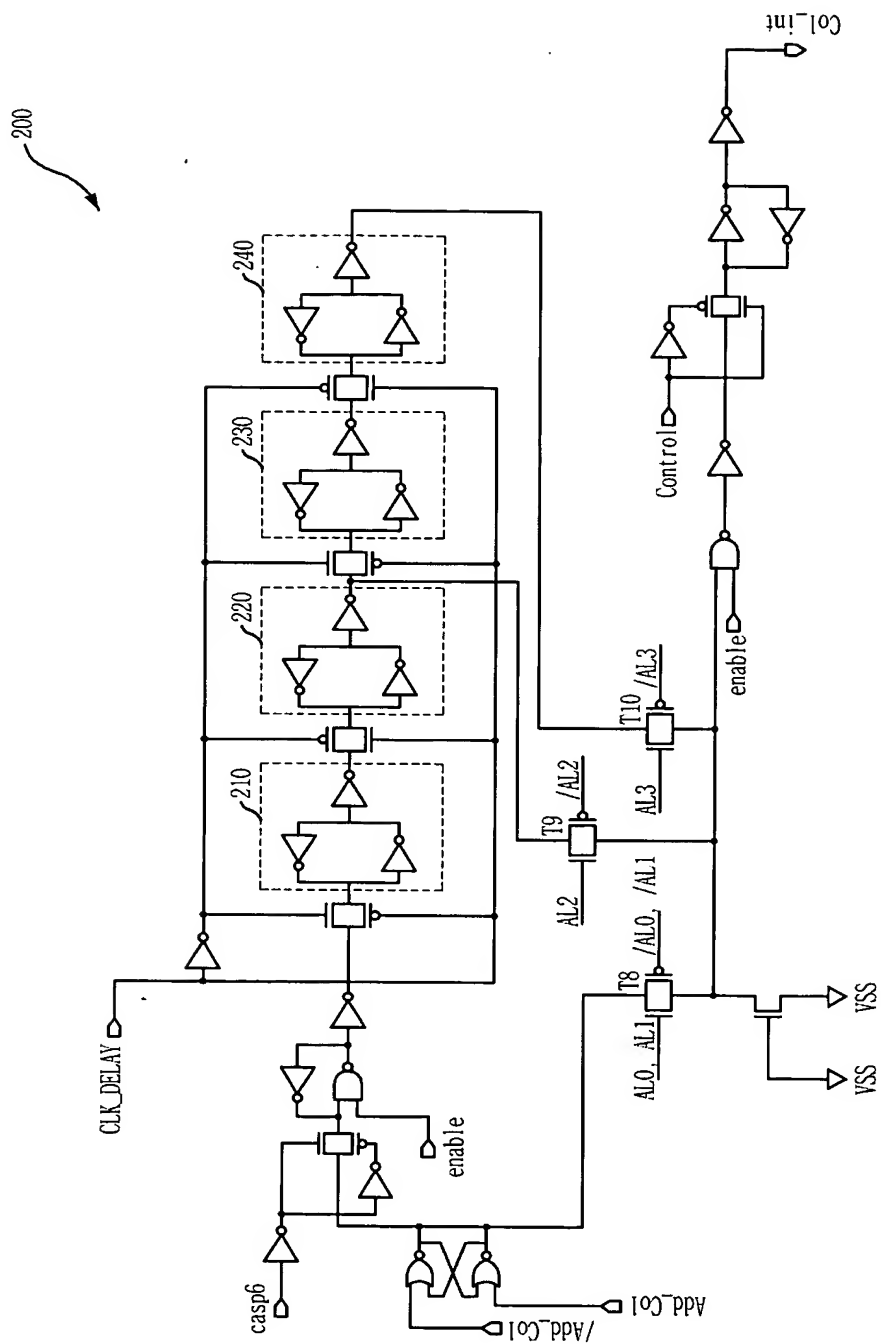 200
CLK_DELAY
210
220
230
240
casp6
enable
/Add_Col
Add_Col
AL0, AL1
T8
/AL0, /AL1
AL2
T9
/AL2
AL3
T10
/AL3
VSS
VSS
enable
Control
Col_int